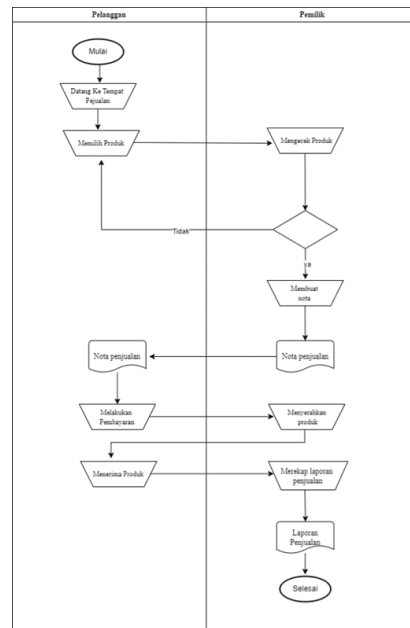 Pelanggan
Pemilik
Mulai
Datang Ke Tempat
Pejualan
Memilih Produk
Mengecek Produk
Tidak
ya
Membuat
nota
Nota penjualan
Nota penjualan
Melakukan
Pembayaran
Menyerahkan
produk
Menerima Produk
Merekap laporan
penjualan
Laporan
Penjualan
Selesai